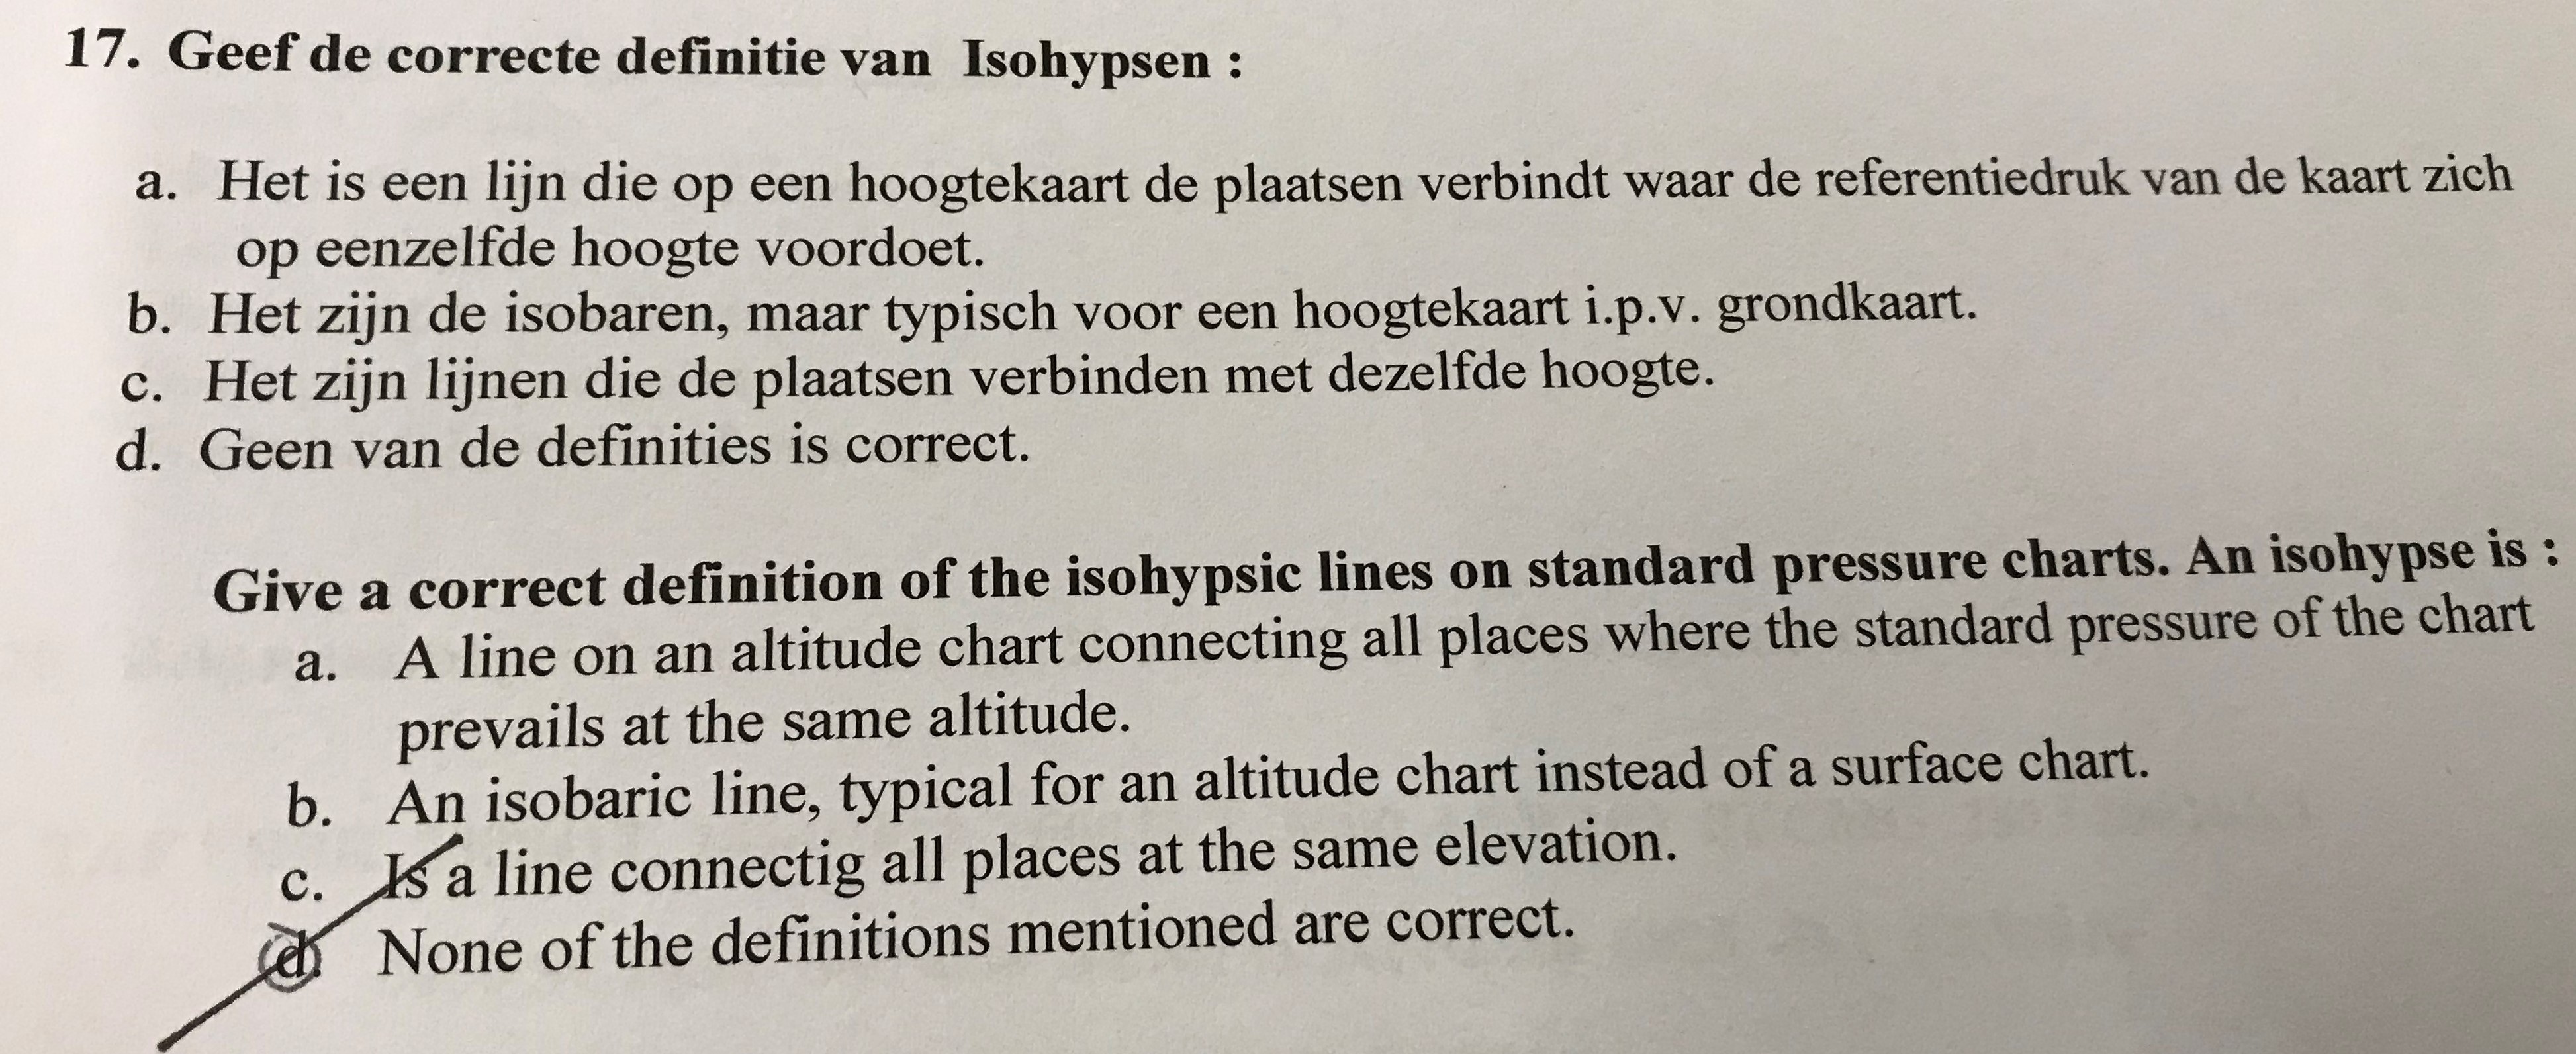 17. Geef de correcte definitie van Isohypsen :
a. Het is een lijn die op een hoogtekaart de plaatsen verbindt waar de referentiedruk van de kaart zich
op eenzelfde hoogte voordoet.
b. Het zijn de isobaren, maar typisch voor een hoogtekaart i.p.v. grondkaart.
c. Het zijn lijnen die de plaatsen verbinden met dezelfde hoogte.
d. Geen van de definities is correct.
Give a correct definition of the isohypsic lines on standard pressure charts. An isohypse is :
a. A line on an altitude chart connecting all places where the standard pressure of the chart
prevails at the same altitude.
b. An isobaric line, typical for an altitude chart instead of a surface chart.
c. Is a line connectig all places at the same elevation.
d. None of the definitions mentioned are correct.